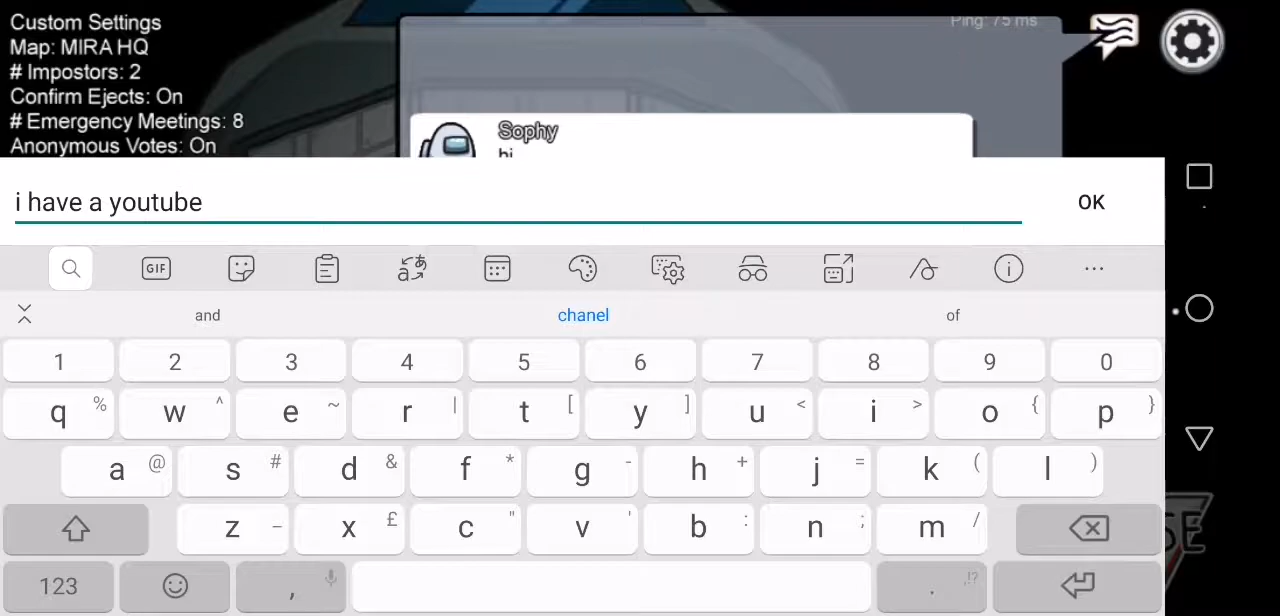 Custom Settings
Map: MIRA HQ
# Impostors: 2
Confirm Ejects: On
# Emergency Meetings: 8
Anonymous Votes: On
Ping: 75 ms
Sophy
hi
i have a youtube
OK
GIF
and chanel of
1 2 3 4 5 6 7 8 9 0
q % w ^ e ~ r | t [ y ] u < i > o { p }
a @ s # d & f * g - h + j = k ( l )
z _ x £ c " v ' b : n ; m /
123 , . ,!?